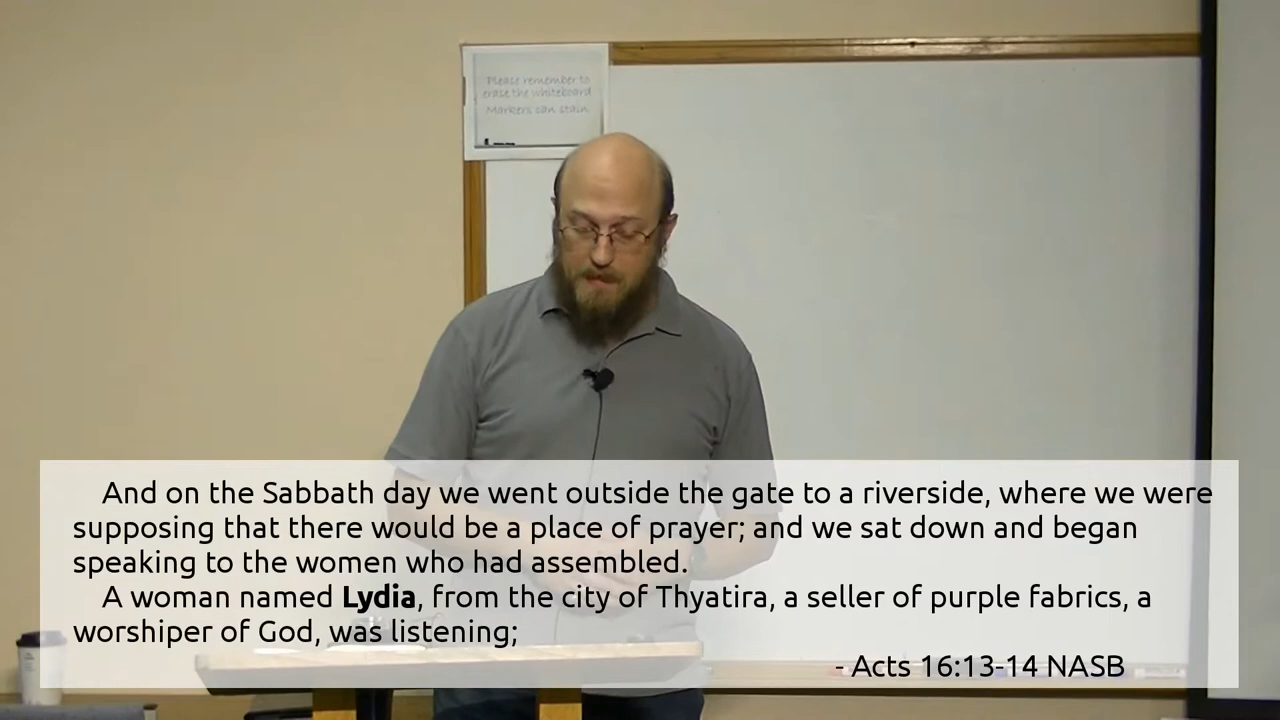 Please remember to
erase the whiteboard
Markers can stain
And on the Sabbath day we went outside the gate to a riverside, where we were
supposing that there would be a place of prayer; and we sat down and began
speaking to the women who had assembled.
A woman named Lydia, from the city of Thyatira, a seller of purple fabrics, a
worshiper of God, was listening;
- Acts 16:13-14 NASB